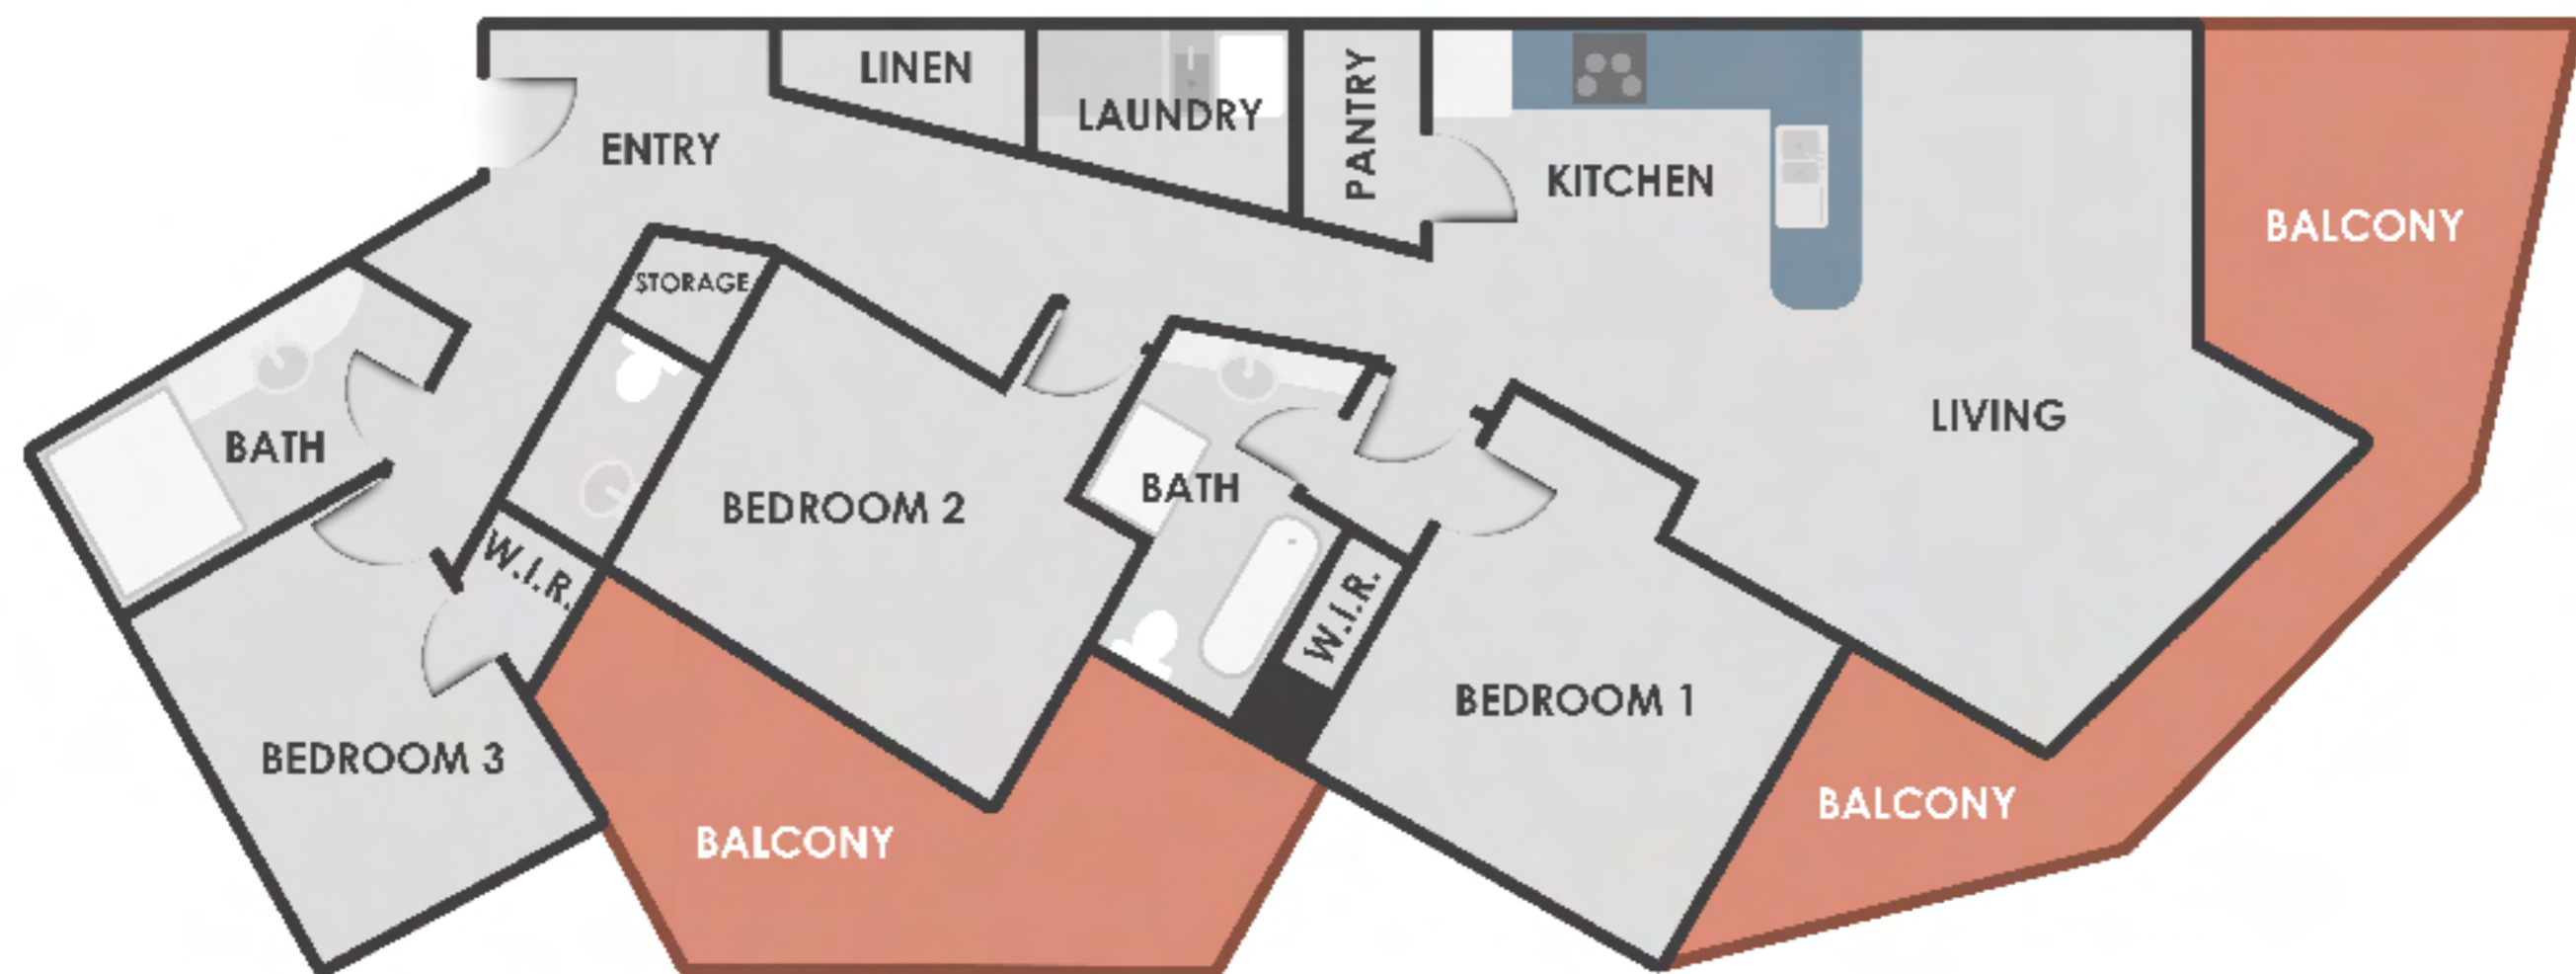 LINEN
LAUNDRY
PANTRY
ENTRY
KITCHEN
BALCONY
STORAGE
LIVING
BATH
BEDROOM 2
BATH
W.I.R.
W.I.R.
BEDROOM 1
BEDROOM 3
BALCONY
BALCONY